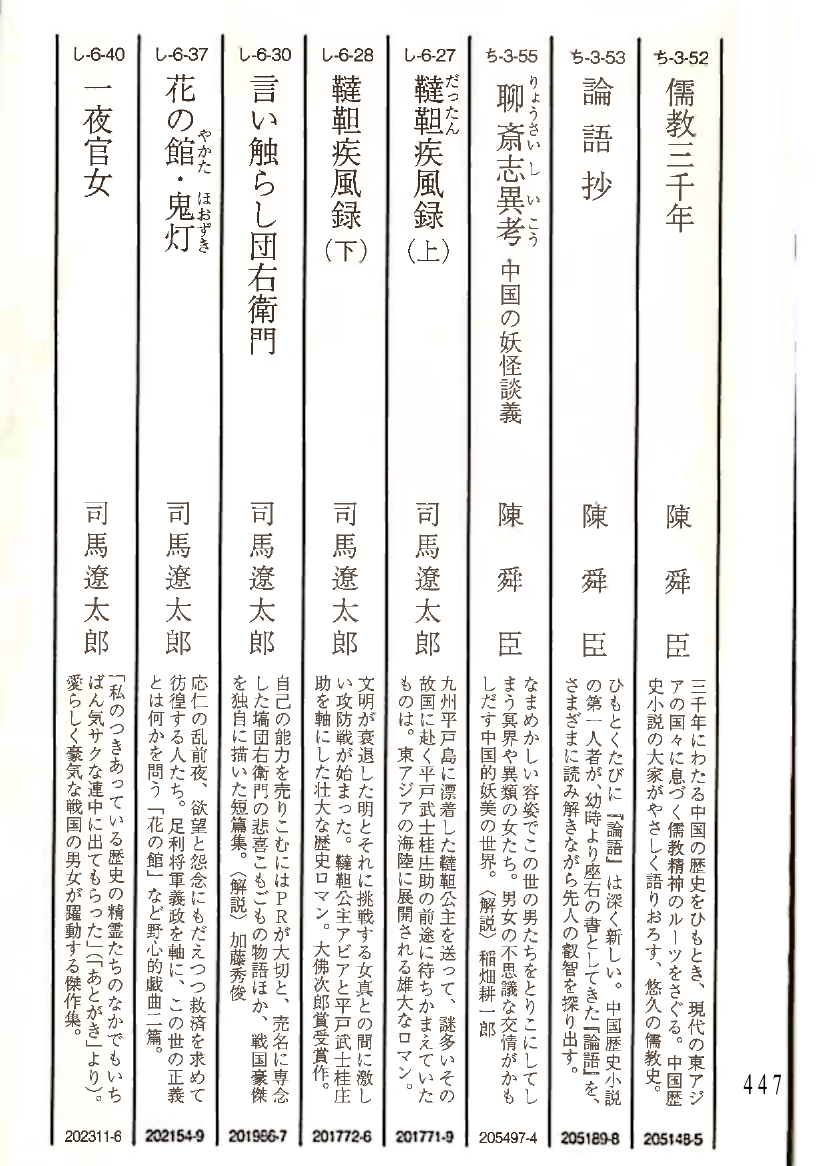 ち-3-52
儒教三千年
陳舜臣
三千年にわたる中国の歴史をひもとき、現代の東アジ
アの国々に息づく儒教精神のルーツをさぐる。中国歴
史小説の大家がやさしく語りおろす、悠久の儒教史。
205148-5
ち-3-53
論語抄
陳舜臣
ひもとくたびに『論語』は深く新しい。中国歴史小説
の第一人者が、幼時より座右の書としてきた『論語』を、
さまざまに読み解きながら先人の叡智を探り出す。
205189-8
ち-3-55
りょうさいしいこう
聊斎志異考 中国の妖怪談義
陳舜臣
なまめかしい容姿でこの世の男たちをとりこにしてし
まう冥界や異類の女たち。男女の不思議な交情がかも
しだす中国的妖美の世界。〈解説〉稲畑耕一郎
205497-4
し-6-27
だったん
韃靼疾風録(上)
司馬遼太郎
九州平戸島に漂着した韃靼公主を送って、謎多いその
故国に赴く平戸武士桂庄助の前途に待ちかまえていた
ものは。東アジアの海陸に展開される雄大なロマン。
201771-9
し-6-28
韃靼疾風録(下)
司馬遼太郎
文明が衰退した明とそれに挑戦する女真との間に激し
い攻防戦が始まった。韃靼公主アビアと平戸武士桂庄
助を軸にした壮大な歴史ロマン。大佛次郎賞受賞作。
201772-6
し-6-30
言い触らし団右衛門
司馬遼太郎
自己の能力を売りこむにはPRが大切と、売名に専念
した塙団右衛門の悲喜こもごもの物語ほか、戦国豪傑
を独自に描いた短篇集。〈解説〉加藤秀俊
201986-7
し-6-37
やかた ほおずき
花の館・鬼灯
司馬遼太郎
応仁の乱前夜、欲望と怨念にもだえつつ救済を求めて
彷徨する人たち。足利将軍義政を軸に、この世の正義
とは何かを問う「花の館」など野心的戯曲二篇。
202154-9
し-6-40
一夜官女
司馬遼太郎
「私のつきあっている歴史の精霊たちのなかでもいち
ばん気サクな連中に出てもらった」(「あとがき」より)。
愛らしく豪気な戦国の男女が躍動する傑作集。
202311-6
447